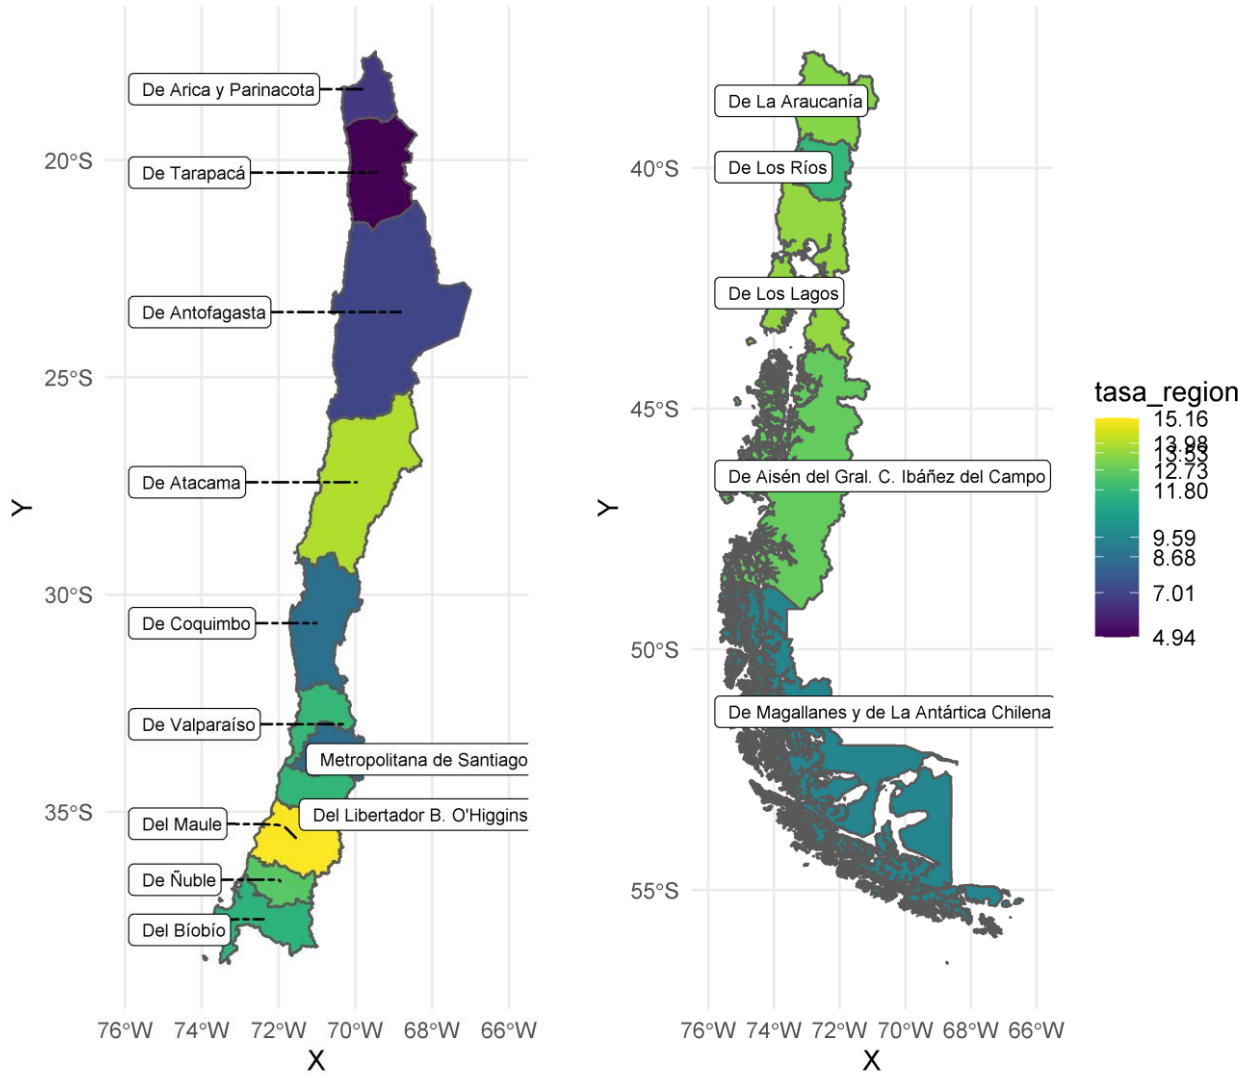 De Arica y Parinacota
De Tarapacá
De Antofagasta
De Atacama
De Coquimbo
De Valparaíso
Metropolitana de Santiago
Del Libertador B. O'Higgins
Del Maule
De Ñuble
Del Bíobío
20°S
25°S
30°S
35°S
Y
76°W 74°W 72°W 70°W 68°W 66°W
X
De La Araucanía
De Los Ríos
De Los Lagos
De Aisén del Gral. C. Ibáñez del Campo
De Magallanes y de La Antártica Chilena
40°S
45°S
50°S
55°S
Y
76°W 74°W 72°W 70°W 68°W 66°W
X
tasa_region
15.16
13.98
12.73
11.80
9.59
8.68
7.01
4.94